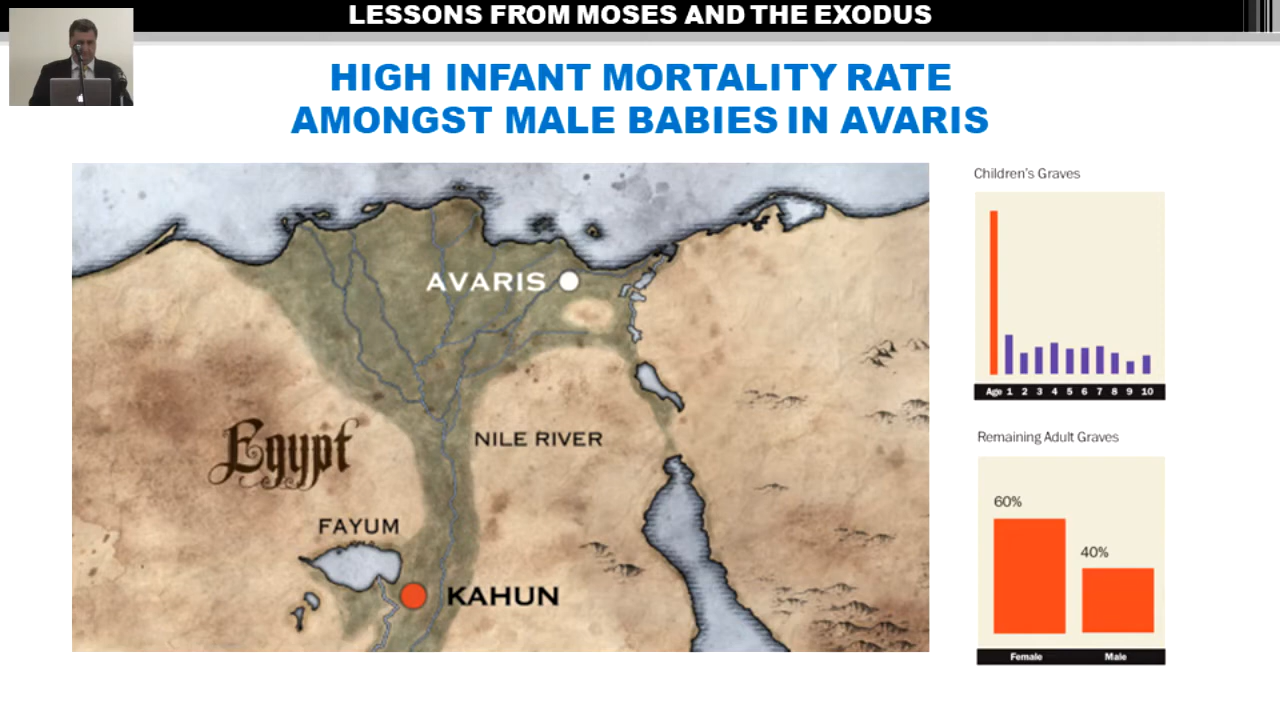 LESSONS FROM MOSES AND THE EXODUS
HIGH INFANT MORTALITY RATE
AMONGST MALE BABIES IN AVARIS
AVARIS
Egypt
NILE RIVER
FAYUM
KAHUN
Children's Graves
Age 1 2 3 4 5 6 7 8 9 10
Remaining Adult Graves
60%
40%
Female Male